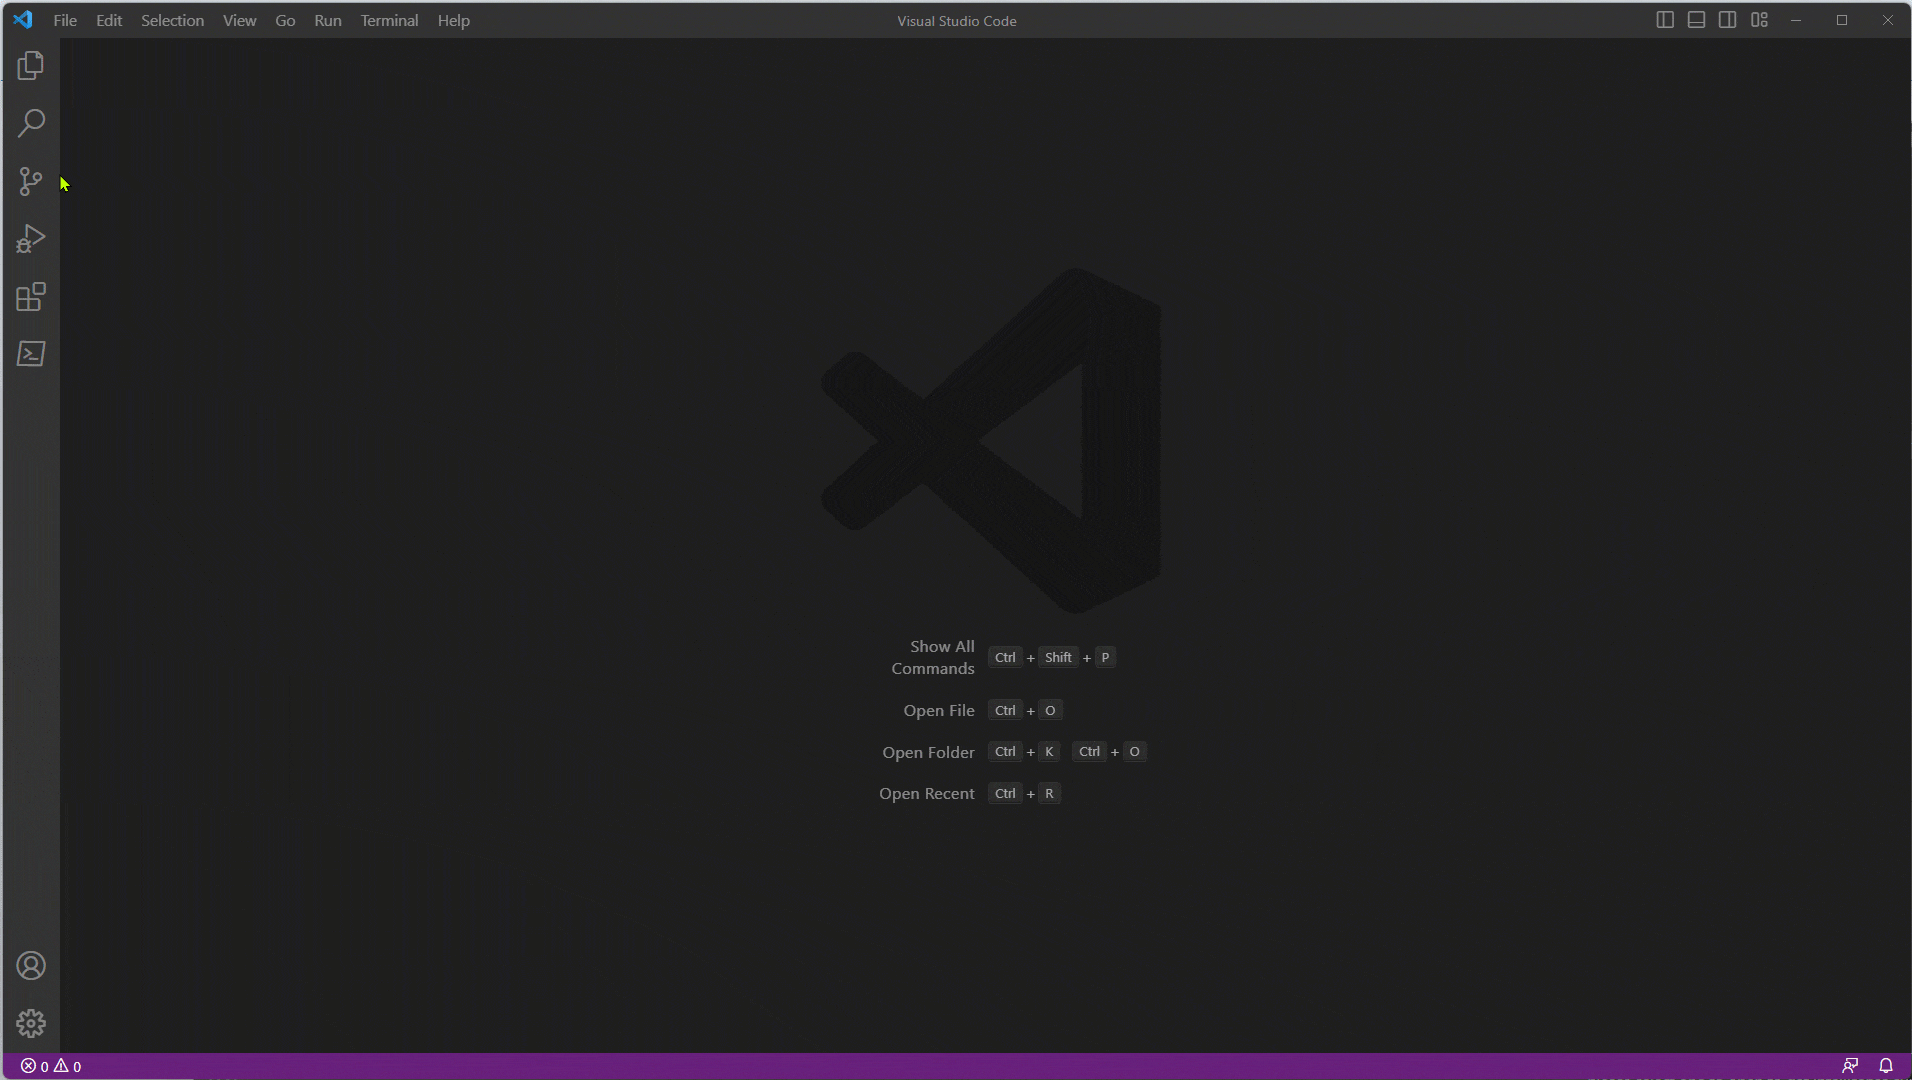 File Edit Selection View Go Run Terminal Help
Visual Studio Code
Show All
Commands
Ctrl + Shift + P
Open File Ctrl + O
Open Folder Ctrl + K Ctrl + O
Open Recent Ctrl + R
0 0